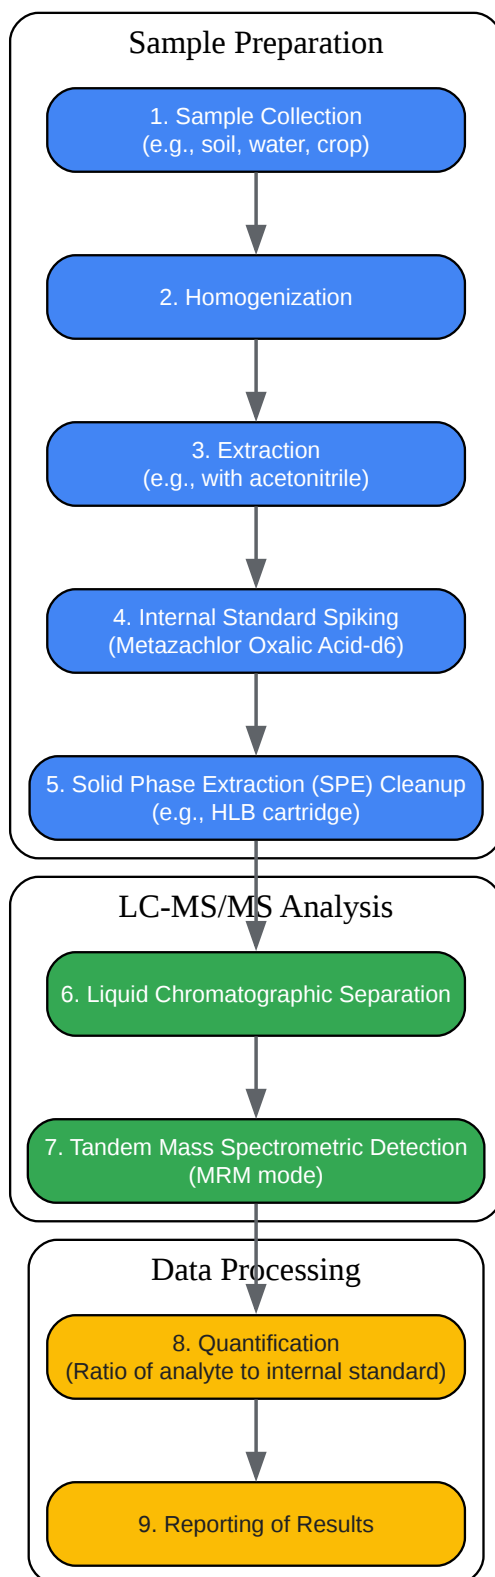 Sample Preparation
1. Sample Collection
(e.g., soil, water, crop)
2. Homogenization
3. Extraction
(e.g., with acetonitrile)
4. Internal Standard Spiking
(Metazachlor Oxalic Acid-d6)
5. Solid Phase Extraction (SPE) Cleanup
(e.g., HLB cartridge)
LC-MS/MS Analysis
6. Liquid Chromatographic Separation
7. Tandem Mass Spectrometric Detection
(MRM mode)
Data Processing
8. Quantification
(Ratio of analyte to internal standard)
9. Reporting of Results